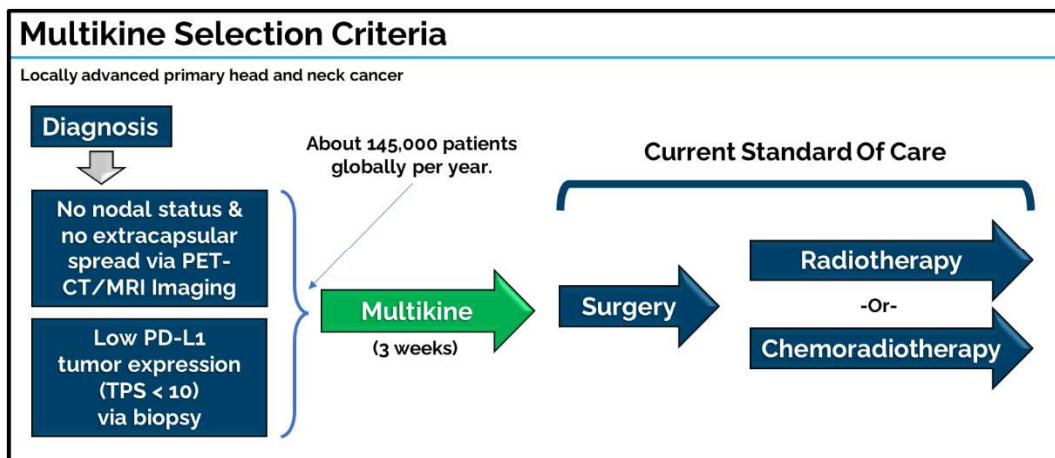 Multikine Selection Criteria
Locally advanced primary head and neck cancer
Diagnosis
No nodal status &
no extracapsular
spread via PET-
CT/MRI Imaging
Low PD-L1
tumor expression
(TPS < 10)
via biopsy
About 145,000 patients
globally per year.
Multikine
(3 weeks)
Current Standard Of Care
Surgery
Radiotherapy
-Or-
Chemoradiotherapy